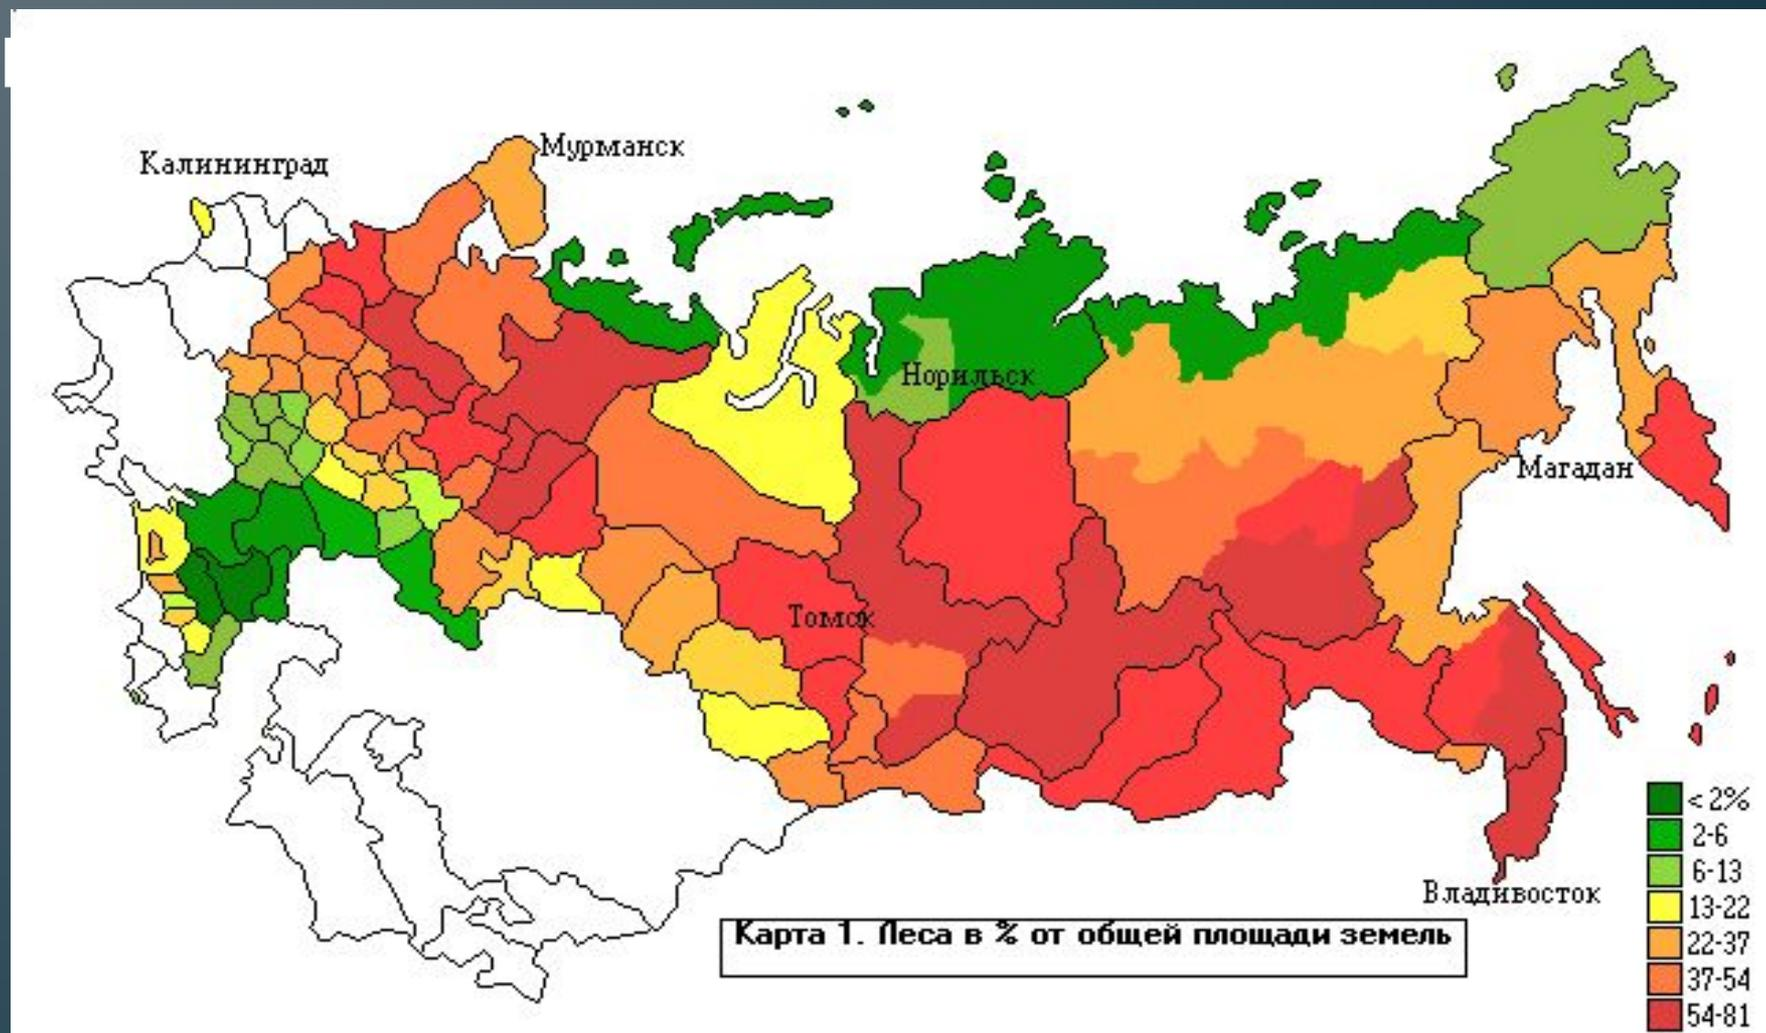 Калининград
Мурманск
Норильск
Магадан
Томск
Владивосток
Карта 1. Леса в % от общей площади земель
<2%
2-6
6-13
13-22
22-37
37-54
54-81